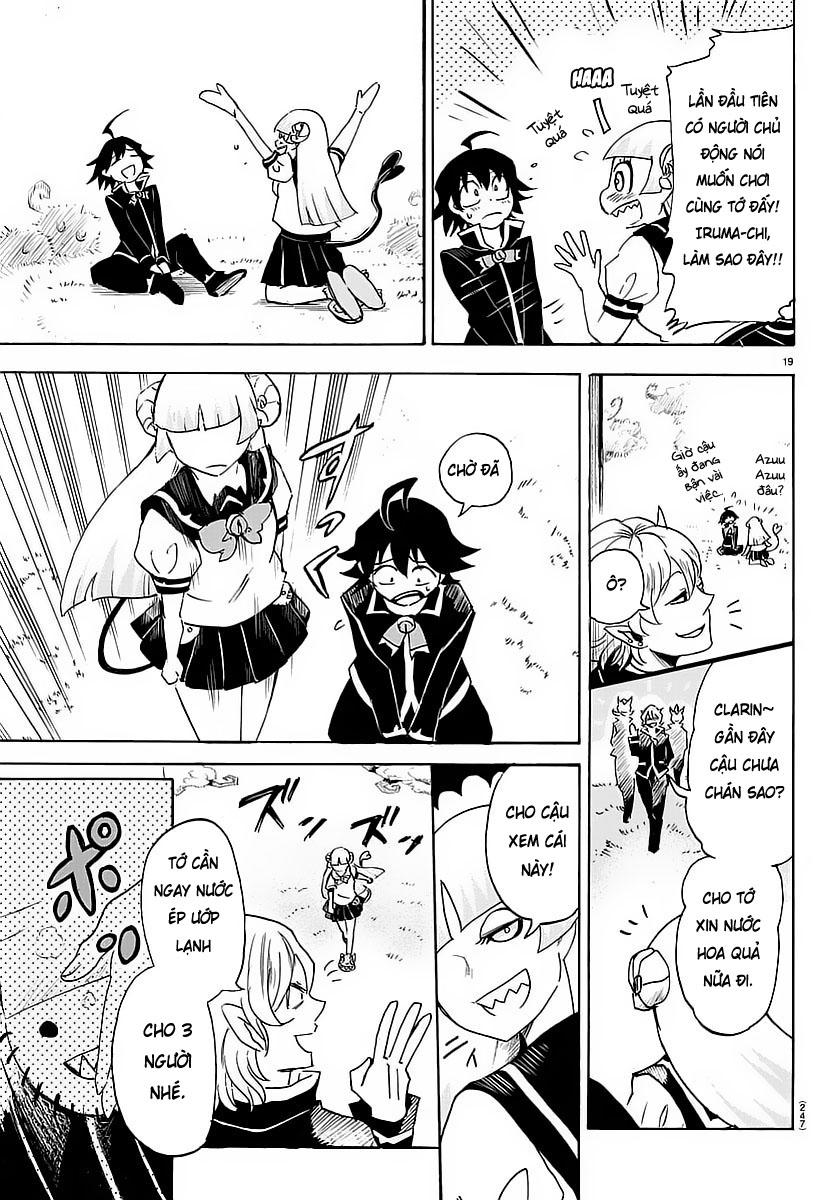 LẦN ĐẦU TIÊN
CÓ NGƯỜI CHỦ
ĐỘNG NÓI
MUỐN CHƠI
CÙNG TỚ ĐẤY!
IRUMA-CHI,
LÀM SAO ĐÂY!!
HAAA
Tuyệt
Quá
Tuyệt
Quá
19
Azuu
Azuu
đâu?
Giờ cậu
ấy đang
bận vài
việc
Ô?
CHỜ ĐÃ
CLARIN~
GẦN ĐÂY
CẬU CHƯA
CHÁN SAO?
CHO TỚ
XIN NƯỚC
HOA QUẢ
NỮA ĐI.
CHO CẬU
XEM CÁI
NÀY!
ズ
ズ
TỚ CẦN
NGAY NƯỚC
ÉP ƯỚP
LẠNH
CHO 3
NGƯỜI
NHÉ.
ポ
(247)